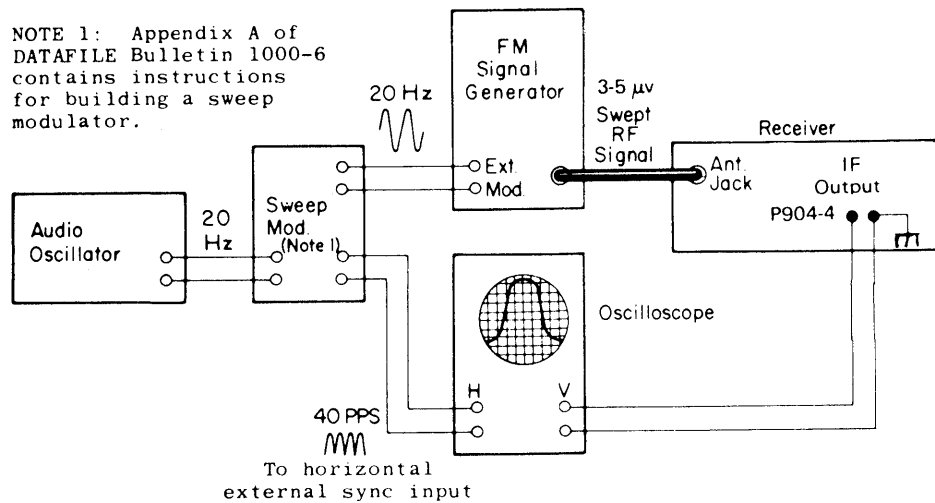 NOTE 1: Appendix A of
DATAFILE Bulletin 1000-6
contains instructions
for building a sweep
modulator.
20 Hz
FM
Signal
Generator
Ext.
Mod.
3-5 μv
Swept
RF
Signal
Receiver
Ant.
Jack
IF
Output
P904-4
Audio
Oscillator
20
Hz
Sweep
Mod.
(Note 1)
Oscilloscope
H
V
40 PPS
To horizontal
external sync input